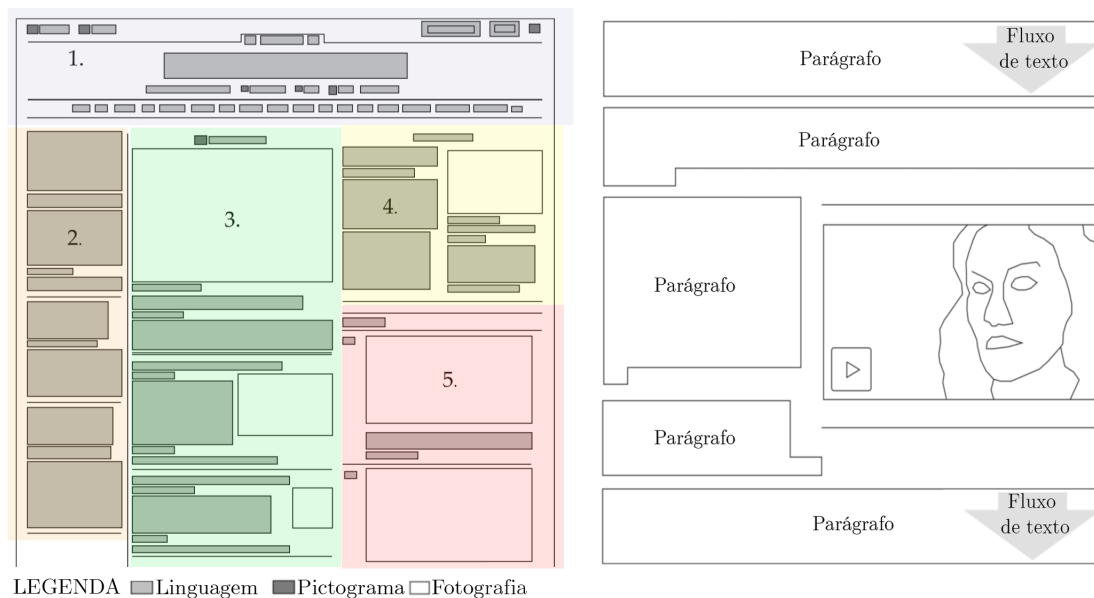 1.
2.
3.
4.
5.
LEGENDA Linguagem Pictograma Fotografia
Parágrafo
Fluxo
de texto
Parágrafo
Parágrafo
Parágrafo
Parágrafo
Fluxo
de texto